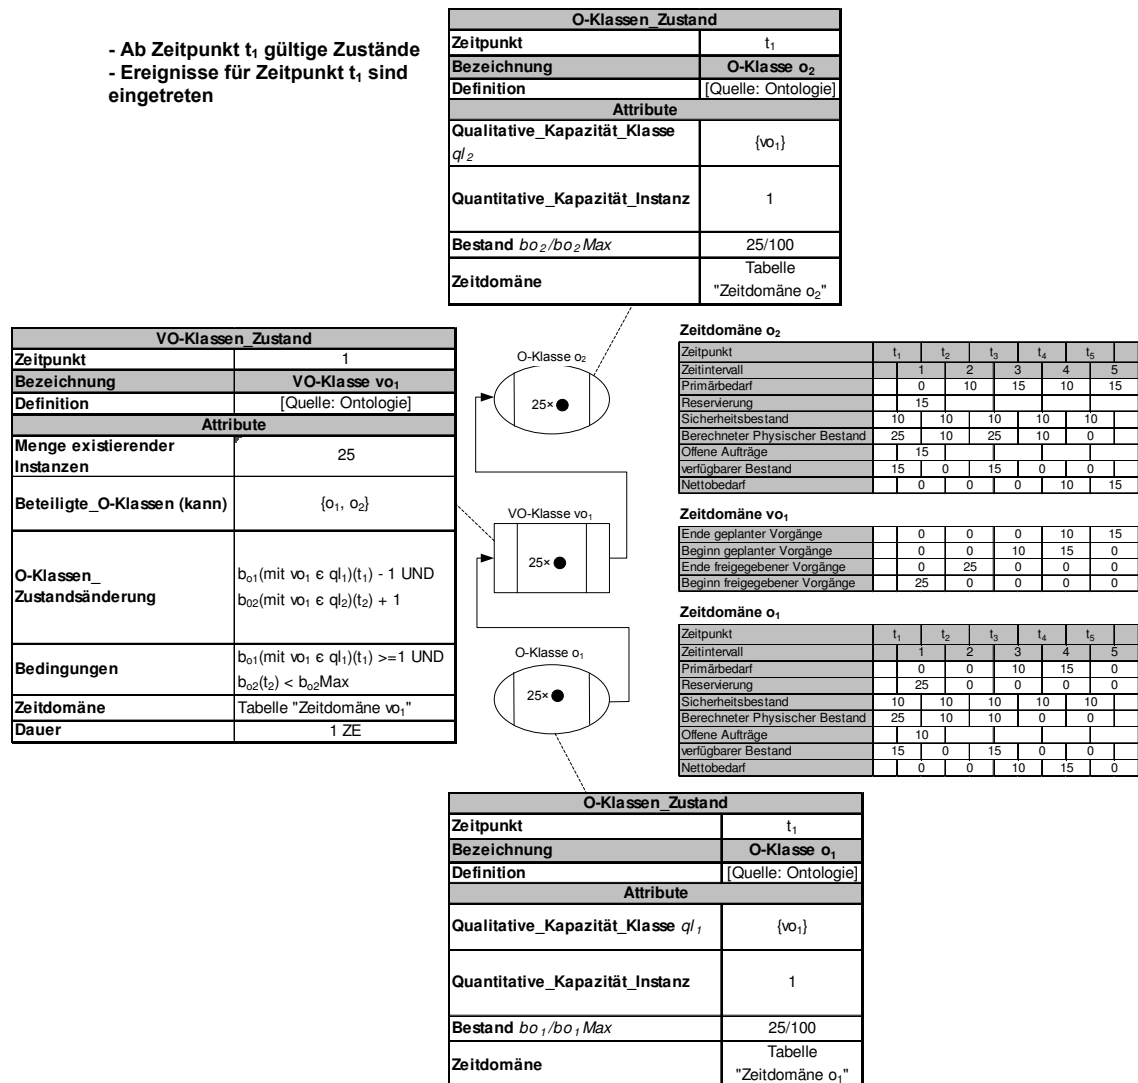 - Ab Zeitpunkt t₁ gültige Zustände
- Ereignisse für Zeitpunkt t₁ sind
eingetreten
O-Klassen_Zustand
Zeitpunkt t₁
Bezeichnung O-Klasse o₂
Definition [Quelle: Ontologie]
Attribute
Qualitative_Kapazität_Klasse
ql₂ {vo₁}
Quantitative_Kapazität_Instanz 1
Bestand bo₂/bo₂Max 25/100
Zeitdomäne Tabelle
"Zeitdomäne o₂"
VO-Klassen_Zustand
Zeitpunkt 1
Bezeichnung VO-Klasse vo₁
Definition [Quelle: Ontologie]
Attribute
Menge existierender
Instanzen 25
Beteiligte_O-Klassen (kann) {o₁, o₂}
O-Klassen_
Zustandsänderung
b₀₁(mit vo₁ є ql₁)(t₁) - 1 UND
b₀₂(mit vo₁ є ql₂)(t₂) + 1
Bedingungen
b₀₁(mit vo₁ є ql₁)(t₁) >=1 UND
b₀₂(t₂) < b₀₂Max
Zeitdomäne Tabelle "Zeitdomäne vo₁"
Dauer 1 ZE
O-Klasse o₂
25×
VO-Klasse vo₁
25×
O-Klasse o₁
25×
Zeitdomäne o₂
Zeitpunkt t₁ t₂ t₃ t₄ t₅
Zeitintervall 1 2 3 4 5
Primärbedarf 0 10 15 10 15
Reservierung 15
Sicherheitsbestand 10 10 10 10 10
Berechneter Physischer Bestand 25 10 25 10 0
Offene Aufträge 15
verfügbarer Bestand 15 0 15 0 0
Nettobedarf 0 0 0 10 15
Zeitdomäne vo₁
Ende geplanter Vorgänge 0 0 0 10 15
Beginn geplanter Vorgänge 0 0 10 15 0
Ende freigegebener Vorgänge 0 25 0 0 0
Beginn freigegebener Vorgänge 25 0 0 0 0
Zeitdomäne o₁
Zeitpunkt t₁ t₂ t₃ t₄ t₅
Zeitintervall 1 2 3 4 5
Primärbedarf 0 0 10 15 0
Reservierung 25 0 0 0 0
Sicherheitsbestand 10 10 10 10 10
Berechneter Physischer Bestand 25 10 10 0 0
Offene Aufträge 10
verfügbarer Bestand 15 0 15 0 0
Nettobedarf 0 0 10 15 0
O-Klassen_Zustand
Zeitpunkt t₁
Bezeichnung O-Klasse o₁
Definition [Quelle: Ontologie]
Attribute
Qualitative_Kapazität_Klasse ql₁ {vo₁}
Quantitative_Kapazität_Instanz 1
Bestand bo₁/bo₁Max 25/100
Zeitdomäne Tabelle
"Zeitdomäne o₁"